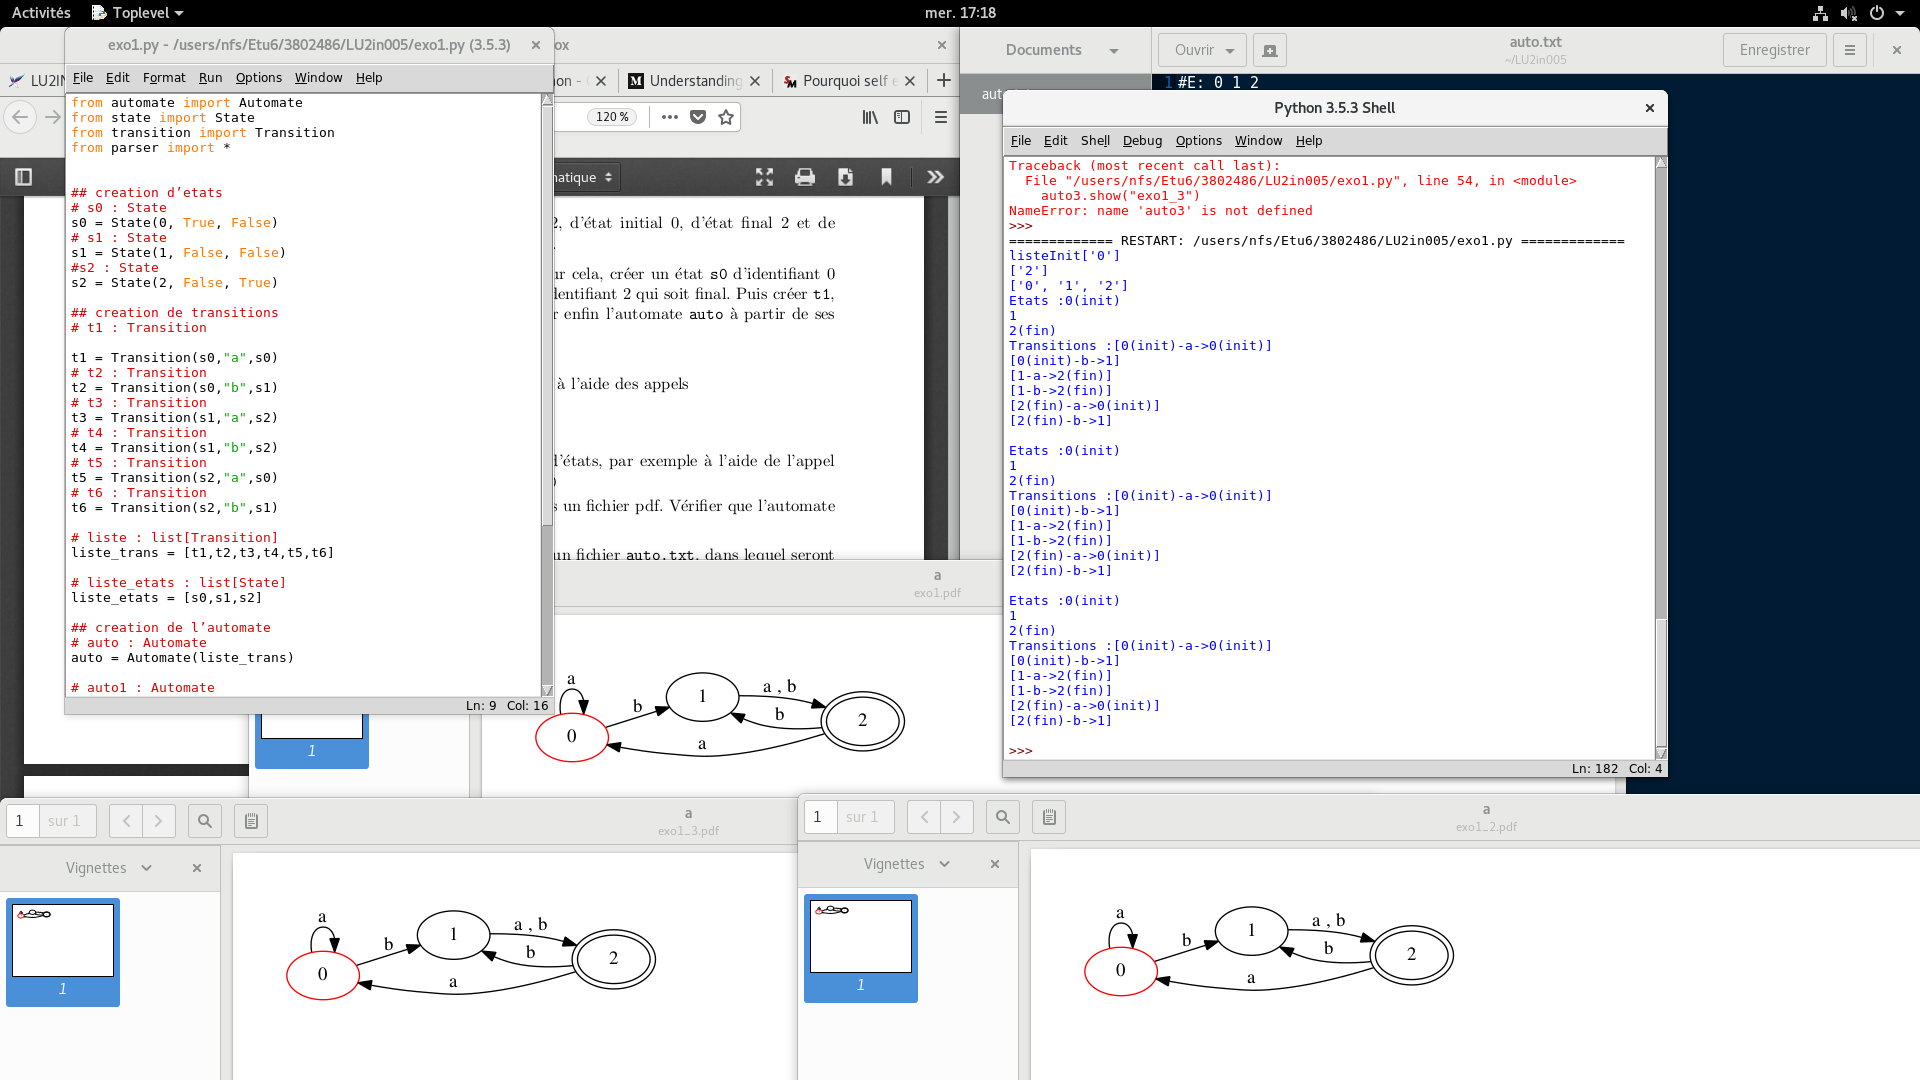 Activités
Toplevel
mer. 17:18
exo1.py - /users/nfs/Etu6/3802486/LU2in005/exo1.py (3.5.3)
File Edit Format Run Options Window Help
from automate import Automate
from state import State
from transition import Transition
from parser import *
## creation d'etats
# s0 : State
s0 = State(0, True, False)
# s1 : State
s1 = State(1, False, False)
#s2 : State
s2 = State(2, False, True)
## creation de transitions
# t1 : Transition
t1 = Transition(s0,"a",s0)
# t2 : Transition
t2 = Transition(s0,"b",s1)
# t3 : Transition
t3 = Transition(s1,"a",s2)
# t4 : Transition
t4 = Transition(s1,"b",s2)
# t5 : Transition
t5 = Transition(s2,"a",s0)
# t6 : Transition
t6 = Transition(s2,"b",s1)
# liste : list[Transition]
liste_trans = [t1,t2,t3,t4,t5,t6]
# liste_etats : list[State]
liste_etats = [s0,s1,s2]
## creation de l'automate
# auto : Automate
auto = Automate(liste_trans)
# auto1 : Automate
Ln: 9 Col: 16
ox
LU2IN
on -
Understanding
Pourquoi self e
120 %
natique
2, d'état initial 0, d'état final 2 et de
ur cela, créer un état s0 d'identifiant 0
dentifiant 2 qui soit final. Puis créer t1,
r enfin l'automate auto à partir de ses
à l'aide des appels
d'états, par exemple à l'aide de l'appel
)
s un fichier pdf. Vérifier que l'automate
un fichier auto.txt, dans lequel seront
Documents
Ouvrir
auto.txt
~/LU2in005
Enregistrer
1 #E: 0 1 2
Python 3.5.3 Shell
File Edit Shell Debug Options Window Help
Traceback (most recent call last):
File "/users/nfs/Etu6/3802486/LU2in005/exo1.py", line 54, in <module>
auto3.show("exo1_3")
NameError: name 'auto3' is not defined
>>>
============= RESTART: /users/nfs/Etu6/3802486/LU2in005/exo1.py =============
listeInit['0']
['2']
['0', '1', '2']
Etats :0(init)
1
2(fin)
Transitions :[0(init)-a->0(init)]
[0(init)-b->1]
[1-a->2(fin)]
[1-b->2(fin)]
[2(fin)-a->0(init)]
[2(fin)-b->1]
Etats :0(init)
1
2(fin)
Transitions :[0(init)-a->0(init)]
[0(init)-b->1]
[1-a->2(fin)]
[1-b->2(fin)]
[2(fin)-a->0(init)]
[2(fin)-b->1]
Etats :0(init)
1
2(fin)
Transitions :[0(init)-a->0(init)]
[0(init)-b->1]
[1-a->2(fin)]
[1-b->2(fin)]
[2(fin)-a->0(init)]
[2(fin)-b->1]
>>>
Ln: 182 Col: 4
a
exo1.pdf
1
a
b
1
a , b
b
2
0
a
1 sur 1
a
exo1_3.pdf
Vignettes
1
a
b
1
a , b
b
2
0
a
1 sur 1
a
exo1_2.pdf
Vignettes
1
a
b
1
a , b
b
2
0
a